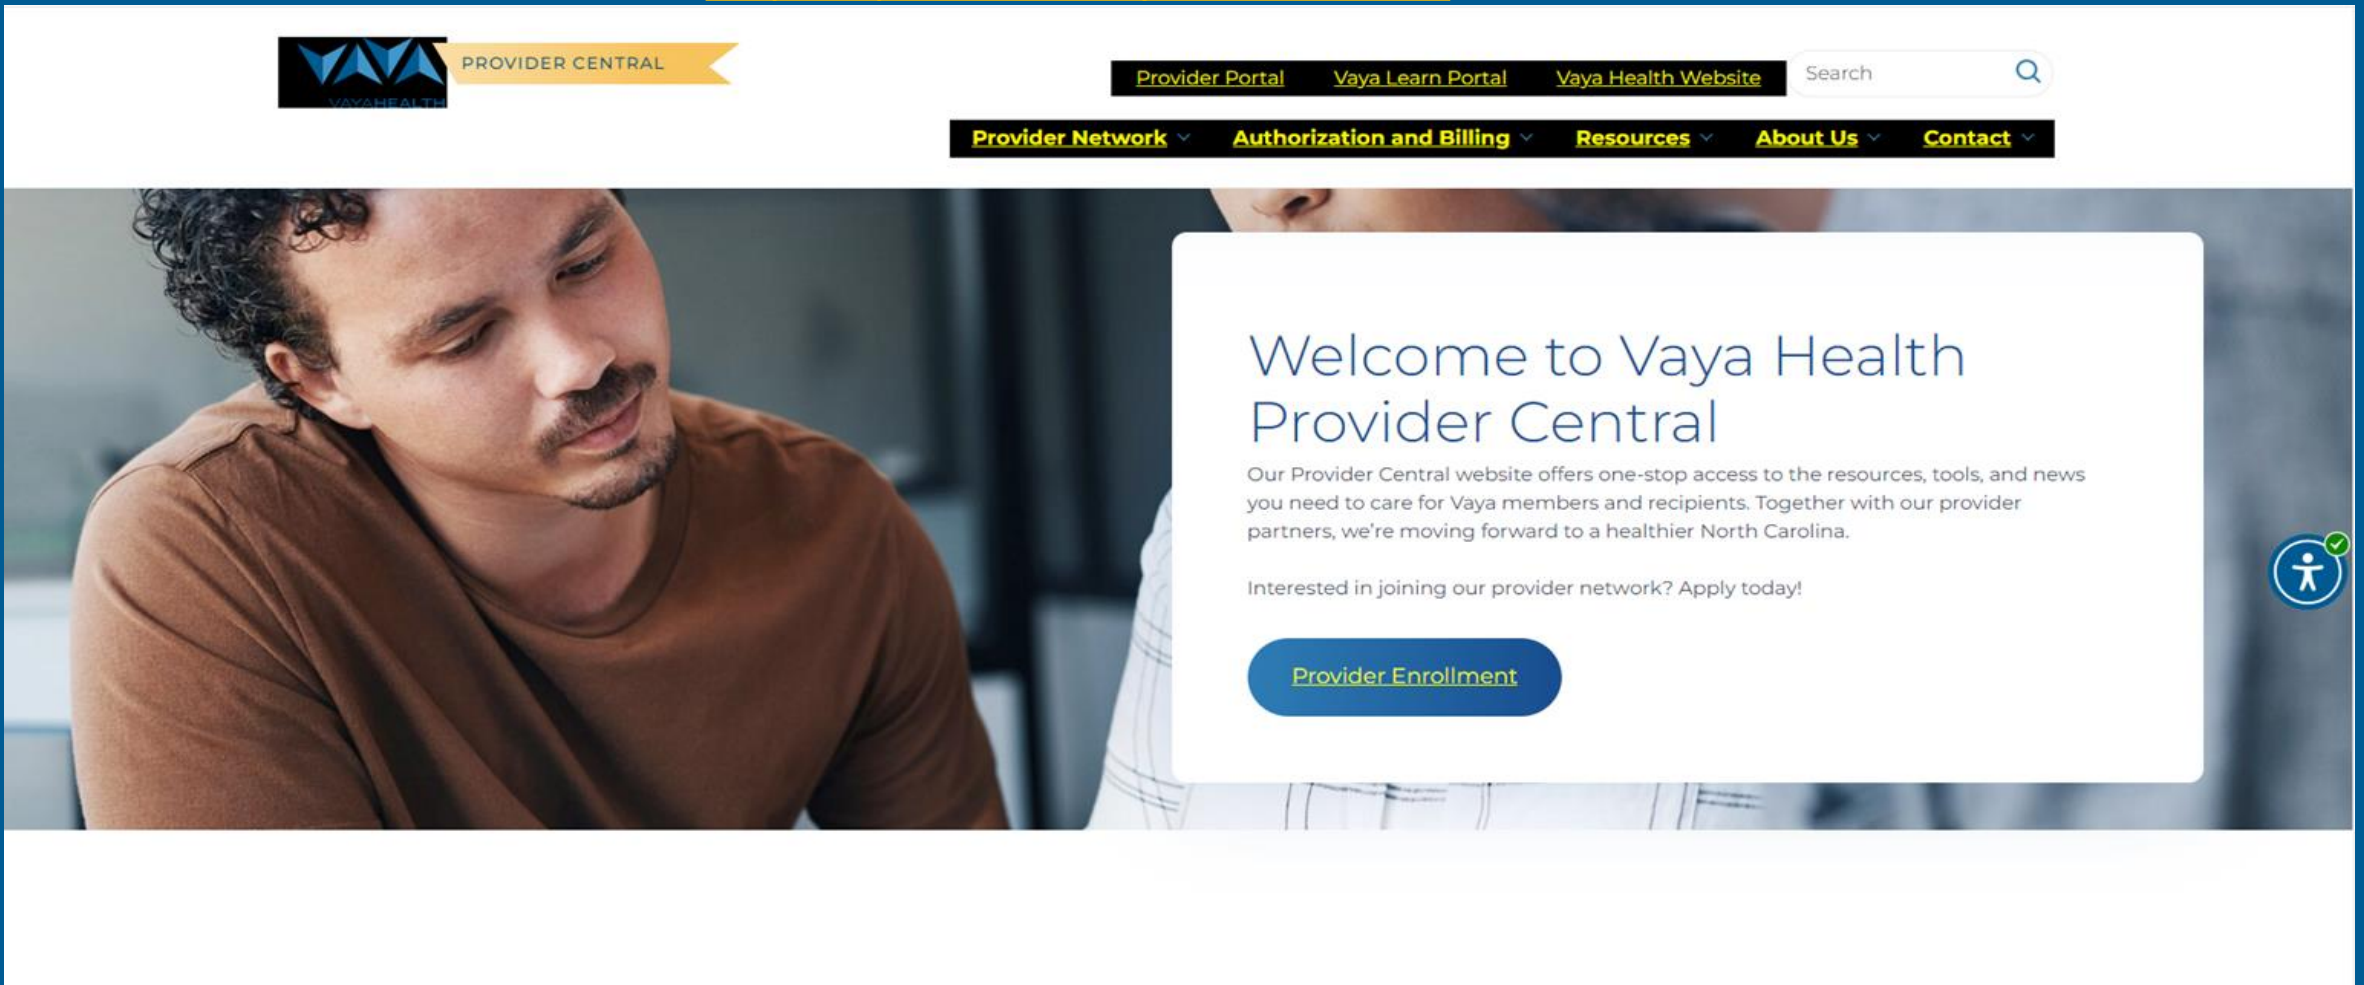 VAYAHEALTH
PROVIDER CENTRAL
Provider Portal Vaya Learn Portal Vaya Health Website Search
Provider Network Authorization and Billing Resources About Us Contact
Welcome to Vaya Health
Provider Central
Our Provider Central website offers one-stop access to the resources, tools, and news
you need to care for Vaya members and recipients. Together with our provider
partners, we're moving forward to a healthier North Carolina.
Interested in joining our provider network? Apply today!
Provider Enrollment